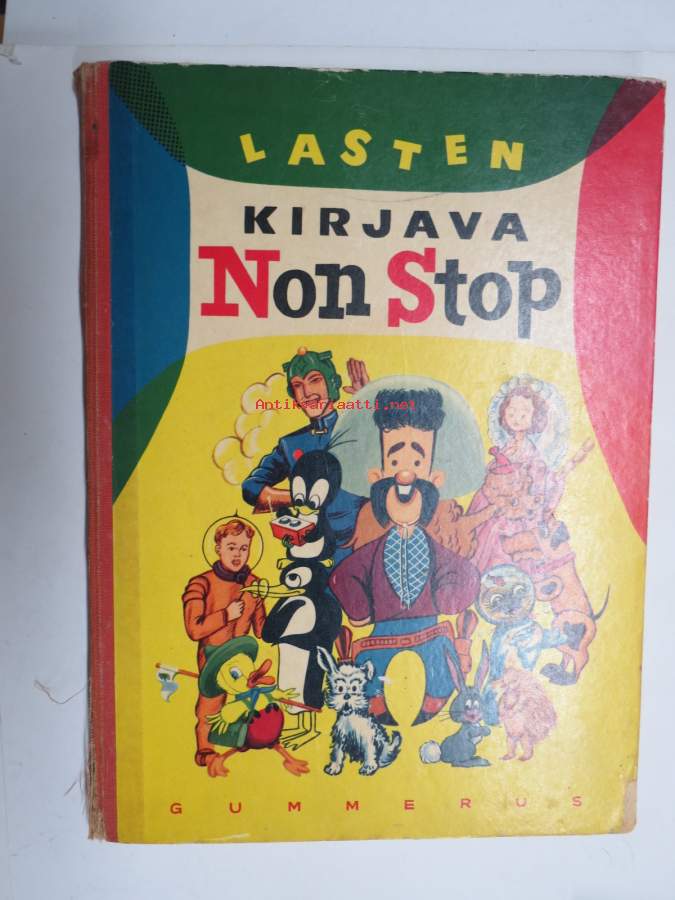 LASTEN
KIRJAVA
Non Stop
Antikvariaatti.net
GUMMERUS